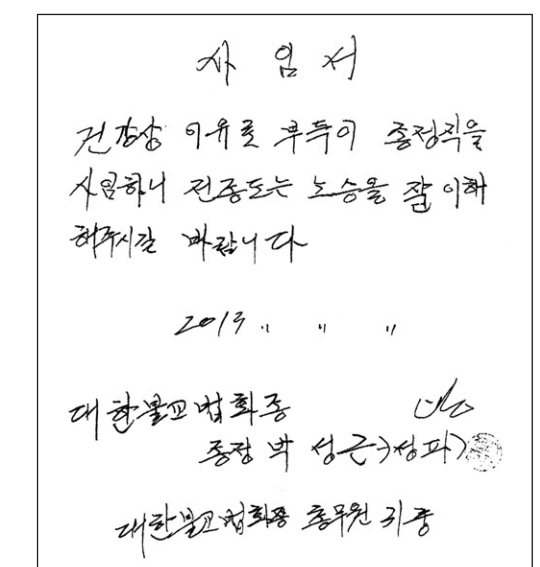 사 임 서
건강상 이유로 부득이 종정직을
사임하니 전종도는 노승을 잘 이해
해주시길 바랍니다
2013 〃 〃 〃
대한불교법화종
종정 박 성근(성파)
대한불교법화종 총무원 귀중